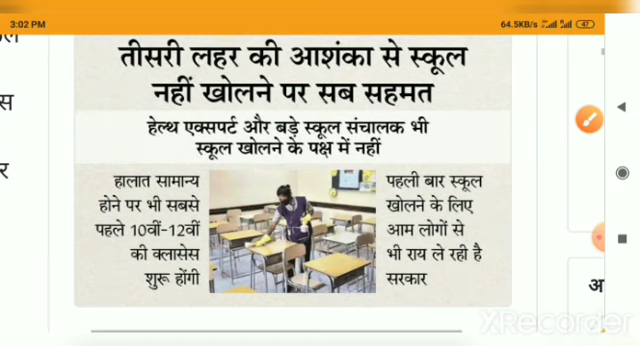 3:02 PM
64.5KB/s
47
तीसरी लहर की आशंका से स्कूल
नहीं खोलने पर सब सहमत
हेल्थ एक्सपर्ट और बड़े स्कूल संचालक भी
स्कूल खोलने के पक्ष में नहीं
हालात सामान्य
होने पर भी सबसे
पहले 10वीं-12वीं
की क्लासेस
शुरू होंगी
पहली बार स्कूल
खोलने के लिए
आम लोगों से
भी राय ले रही है
सरकार
स
र
अ
XRecorder